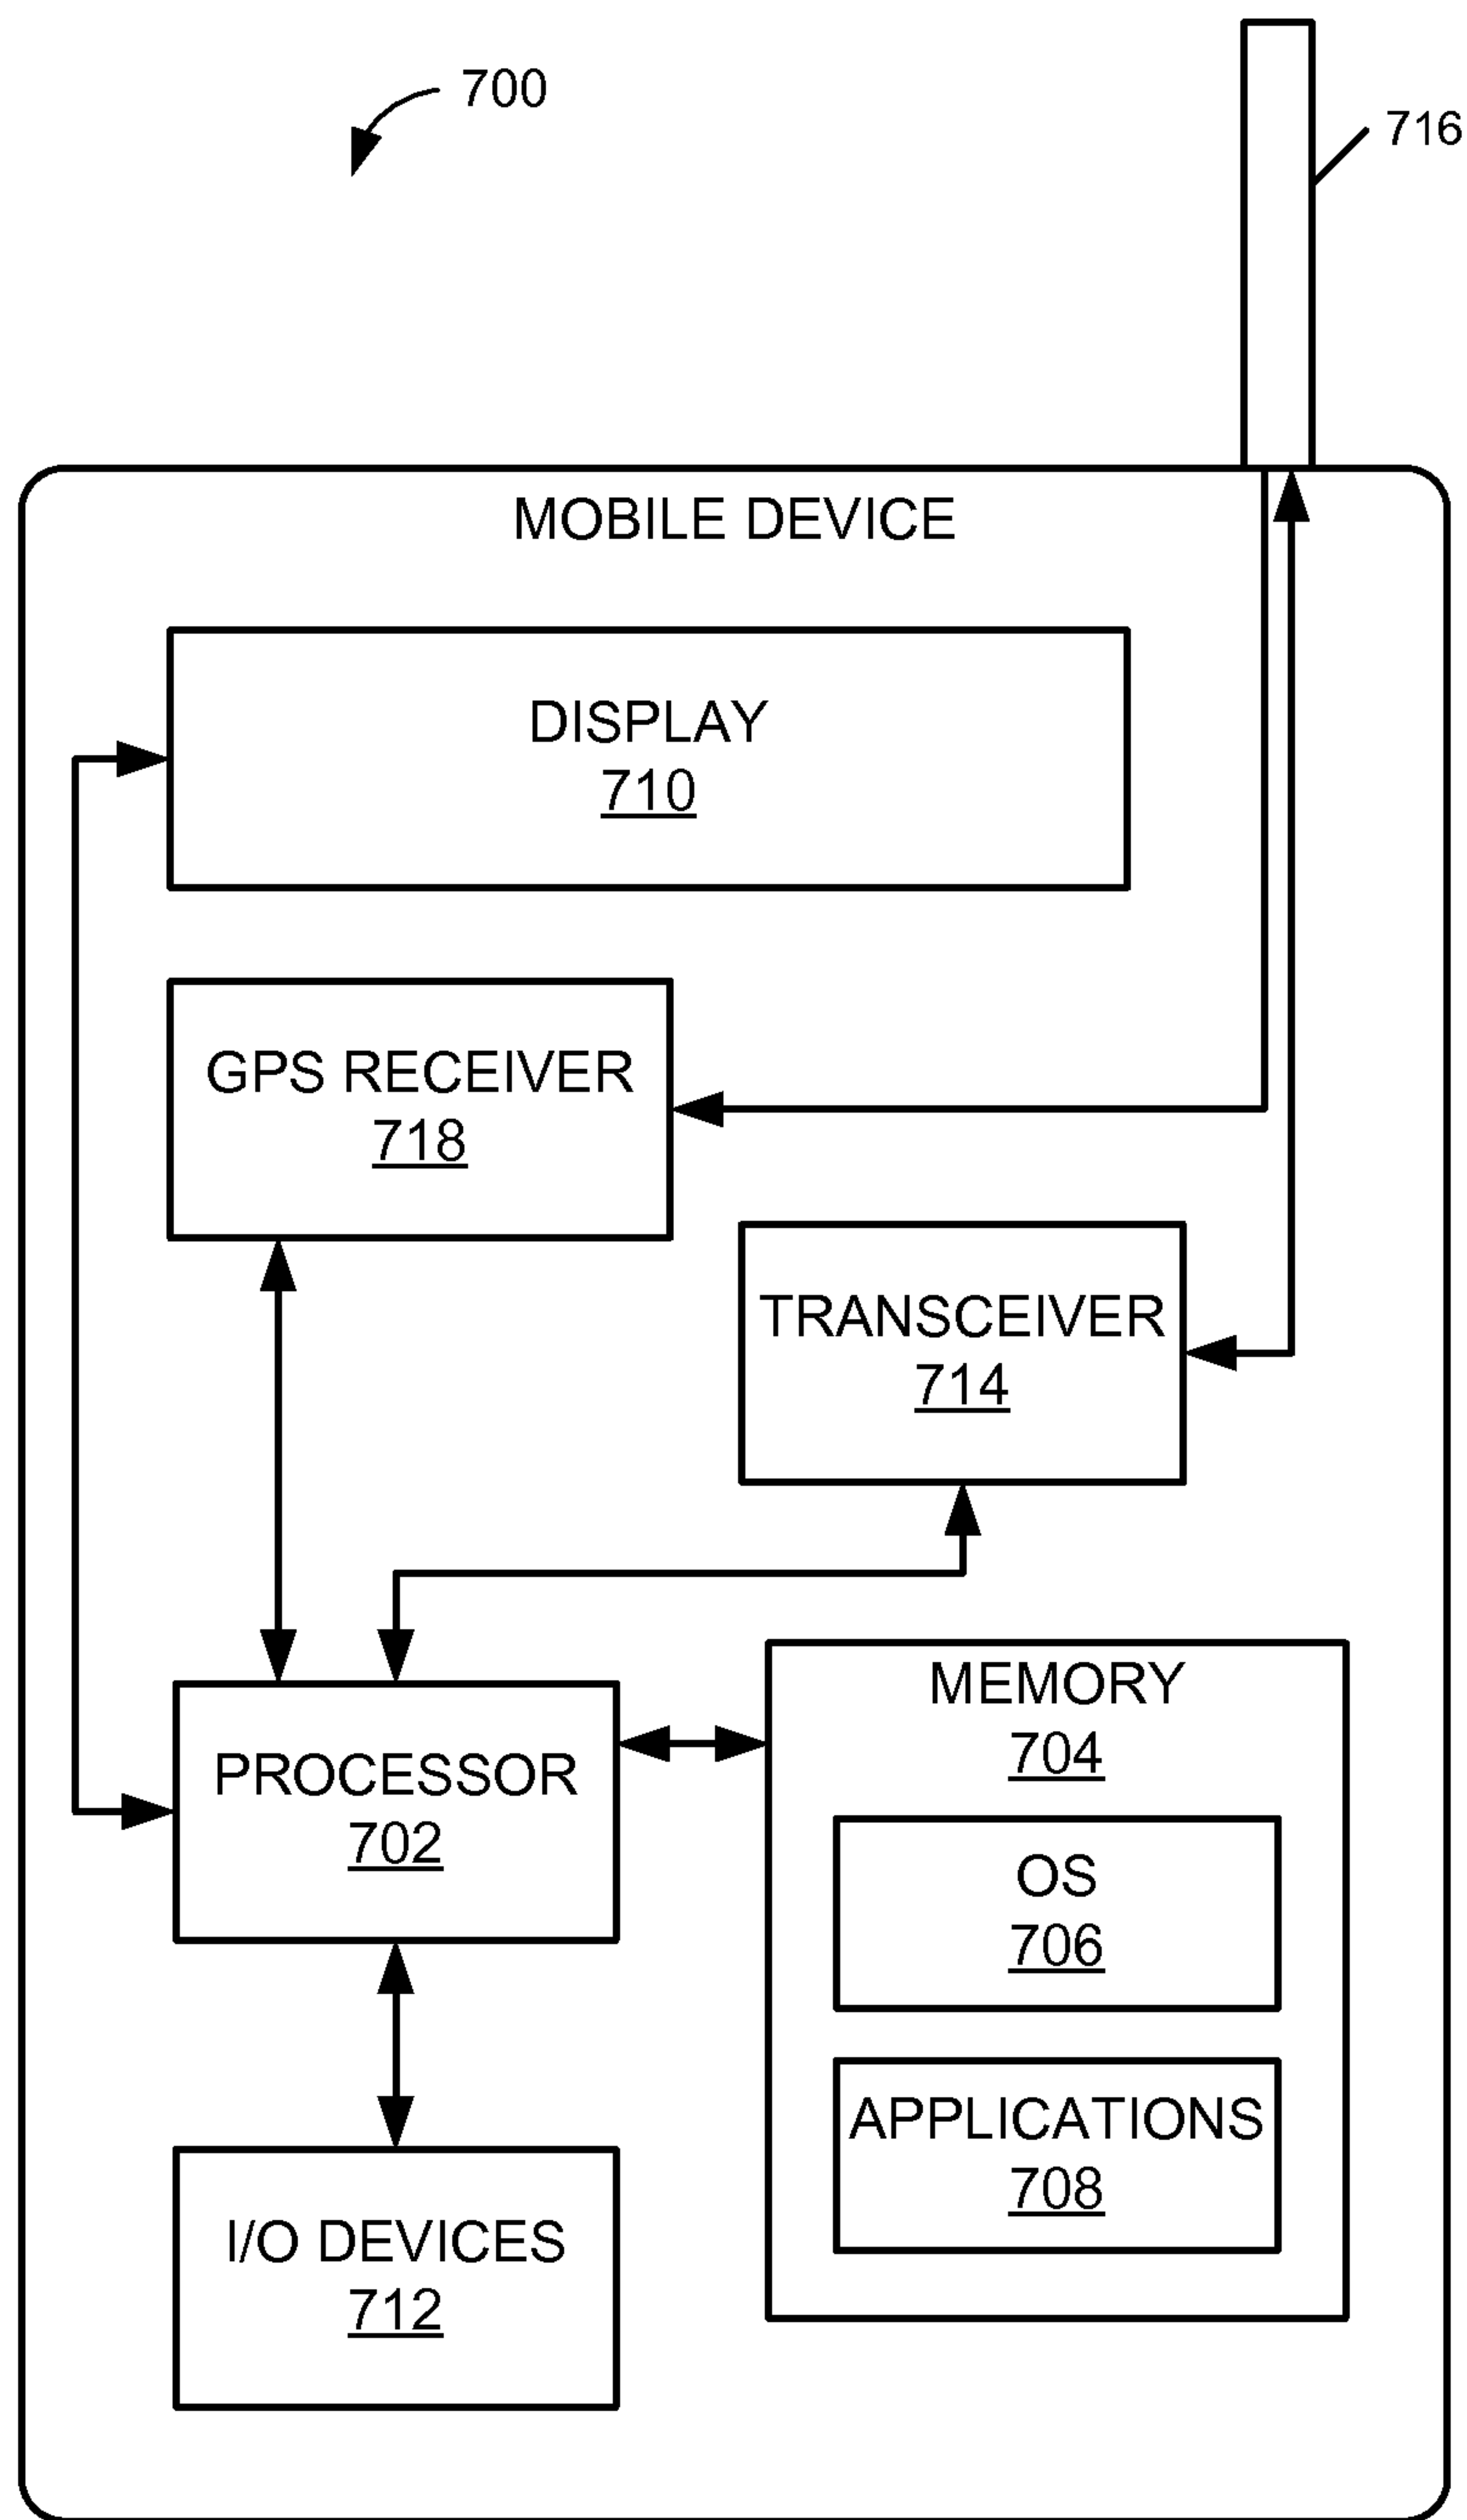 700
716
MOBILE DEVICE
DISPLAY
710
GPS RECEIVER
718
TRANSCEIVER
714
PROCESSOR
702
MEMORY
704
OS
706
APPLICATIONS
708
I/O DEVICES
712